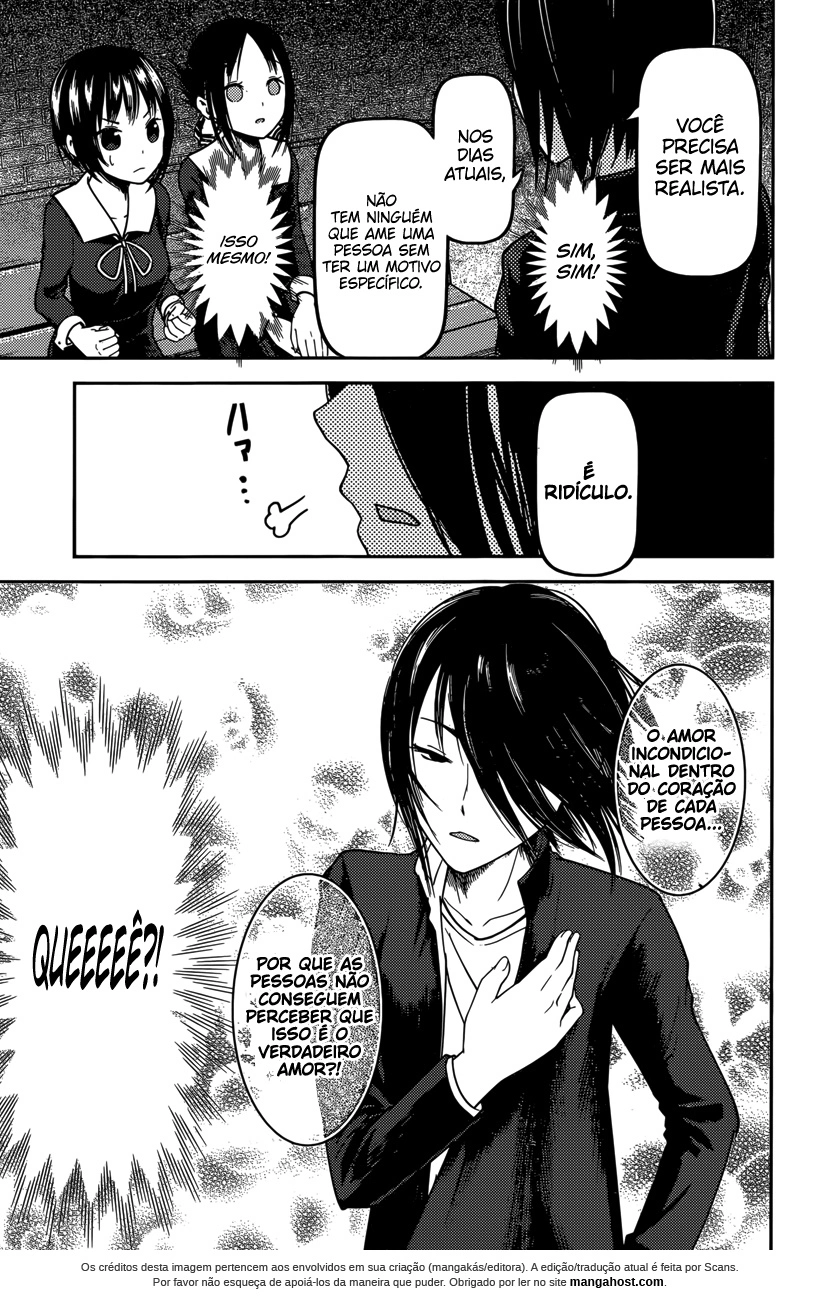 VOCÊ
PRECISA
SER MAIS
REALISTA.
SIM,
SIM!
NOS
DIAS
ATUAIS,
NÃO
TEM NINGUÉM
QUE AME UMA
PESSOA SEM
TER UM MOTIVO
ESPECÍFICO.
ISSO
MESMO!
É
RIDÍCULO.
ハァ...
O AMOR
INCONDICIO-
NAL DENTRO
DO CORAÇÃO
DE CADA
PESSOA...
POR QUE AS
PESSOAS NÃO
CONSEGUEM
PERCEBER QUE
ISSO É O
VERDADEIRO
AMOR?!
QUEEEEEÊ?!
Os créditos desta imagem pertencem aos envolvidos em sua criação (mangakás/editora). A edição/tradução atual é feita por Scans.
Por favor não esqueça de apoiá-los da maneira que puder. Obrigado por ler no site mangahost.com.